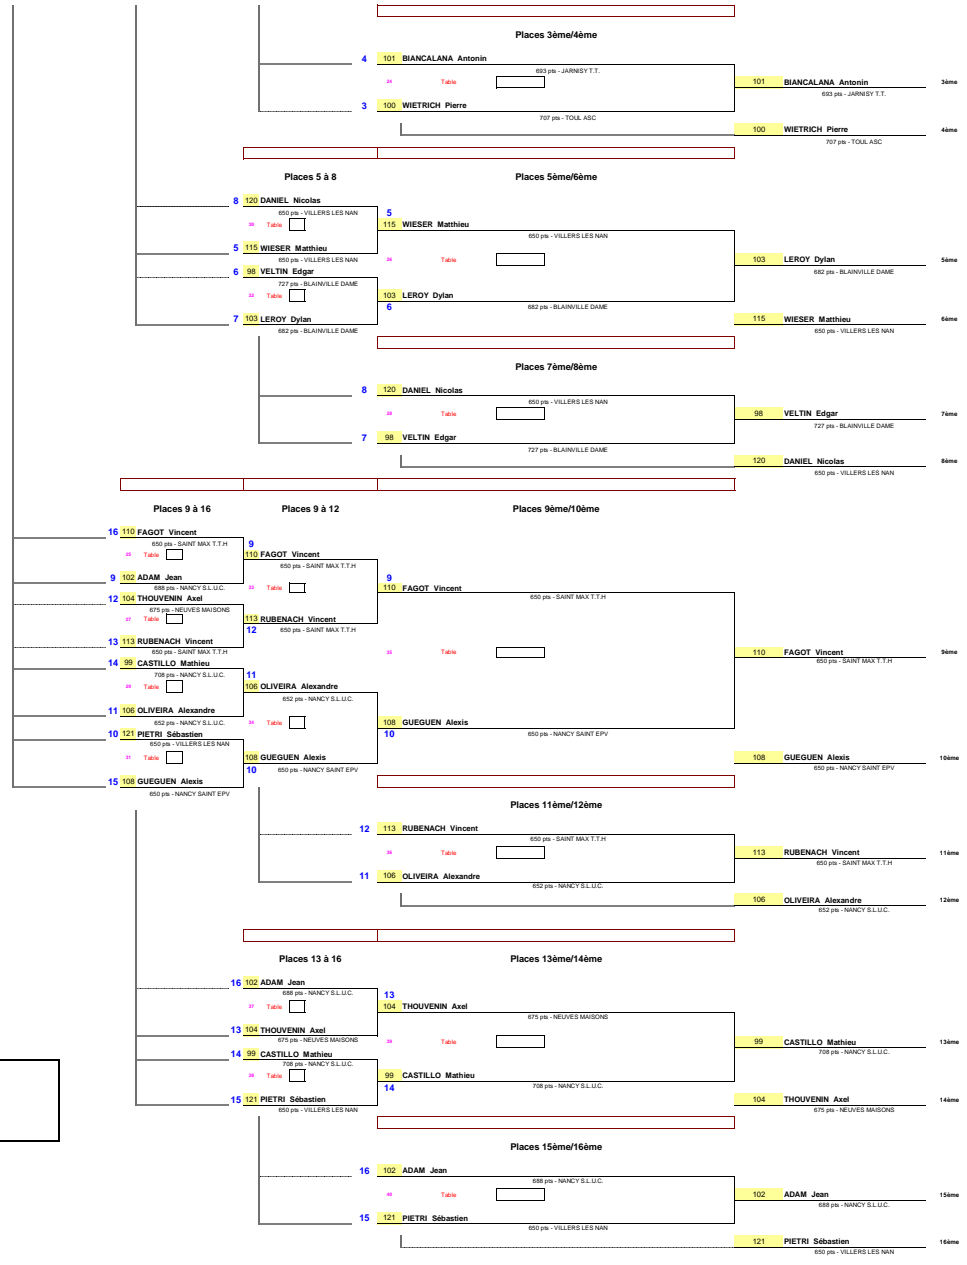 Places 3ème/4ème
4 101 BIANCALANA Antonin
693 pts - JARNISY T.T.
24 Table
101 BIANCALANA Antonin 3ème
693 pts - JARNISY T.T.
3 100 WIETRICH Pierre
707 pts - TOUL ASC
100 WIETRICH Pierre 4ème
707 pts - TOUL ASC
Places 5 à 8 Places 5ème/6ème
8 120 DANIEL Nicolas
650 pts - VILLERS LES NAN
5
115 WIESER Matthieu
Table
650 pts - VILLERS LES NAN
5 115 WIESER Matthieu
650 pts - VILLERS LES NAN
Table
103 LEROY Dylan 5ème
682 pts - BLAINVILLE DAME
6 98 VELTIN Edgar
727 pts - BLAINVILLE DAME
32 Table
103 LEROY Dylan
6
682 pts - BLAINVILLE DAME
7 103 LEROY Dylan
682 pts - BLAINVILLE DAME
115 WIESER Matthieu 6ème
650 pts - VILLERS LES NAN
Places 7ème/8ème
8 120 DANIEL Nicolas
650 pts - VILLERS LES NAN
Table
98 VELTIN Edgar 7ème
727 pts - BLAINVILLE DAME
7 98 VELTIN Edgar
727 pts - BLAINVILLE DAME
120 DANIEL Nicolas 8ème
650 pts - VILLERS LES NAN
Places 9 à 16 Places 9 à 12 Places 9ème/10ème
16 110 FAGOT Vincent
650 pts - SAINT MAX T.T.H
25 Table
9
110 FAGOT Vincent
650 pts - SAINT MAX T.T.H
9 102 ADAM Jean
688 pts - NANCY S.L.U.C.
33 Table
9
110 FAGOT Vincent
650 pts - SAINT MAX T.T.H
12 104 THOUVENIN Axel
675 pts - NEUVES MAISONS
27 Table
113 RUBENACH Vincent
12
650 pts - SAINT MAX T.T.H
13 113 RUBENACH Vincent
650 pts - SAINT MAX T.T.H
35 Table
110 FAGOT Vincent 9ème
650 pts - SAINT MAX T.T.H
14 99 CASTILLO Mathieu
708 pts - NANCY S.L.U.C.
29 Table
11
106 OLIVEIRA Alexandre
652 pts - NANCY S.L.U.C.
11 106 OLIVEIRA Alexandre
652 pts - NANCY S.L.U.C.
34 Table
108 GUEGUEN Alexis
10
650 pts - NANCY SAINT EPV
10 121 PIETRI Sébastien
650 pts - VILLERS LES NAN
31 Table
108 GUEGUEN Alexis
10
650 pts - NANCY SAINT EPV
108 GUEGUEN Alexis 10ème
650 pts - NANCY SAINT EPV
15 108 GUEGUEN Alexis
650 pts - NANCY SAINT EPV
Places 11ème/12ème
12 113 RUBENACH Vincent
650 pts - SAINT MAX T.T.H
36 Table
113 RUBENACH Vincent 11ème
650 pts - SAINT MAX T.T.H
11 106 OLIVEIRA Alexandre
652 pts - NANCY S.L.U.C.
106 OLIVEIRA Alexandre 12ème
652 pts - NANCY S.L.U.C.
Places 13 à 16 Places 13ème/14ème
16 102 ADAM Jean
688 pts - NANCY S.L.U.C.
37 Table
13
104 THOUVENIN Axel
675 pts - NEUVES MAISONS
13 104 THOUVENIN Axel
675 pts - NEUVES MAISONS
39 Table
99 CASTILLO Mathieu 13ème
708 pts - NANCY S.L.U.C.
14 99 CASTILLO Mathieu
708 pts - NANCY S.L.U.C.
38 Table
99 CASTILLO Mathieu
14
708 pts - NANCY S.L.U.C.
15 121 PIETRI Sébastien
650 pts - VILLERS LES NAN
104 THOUVENIN Axel 14ème
675 pts - NEUVES MAISONS
Places 15ème/16ème
16 102 ADAM Jean
688 pts - NANCY S.L.U.C.
40 Table
102 ADAM Jean 15ème
688 pts - NANCY S.L.U.C.
15 121 PIETRI Sébastien
650 pts - VILLERS LES NAN
121 PIETRI Sébastien 16ème
650 pts - VILLERS LES NAN